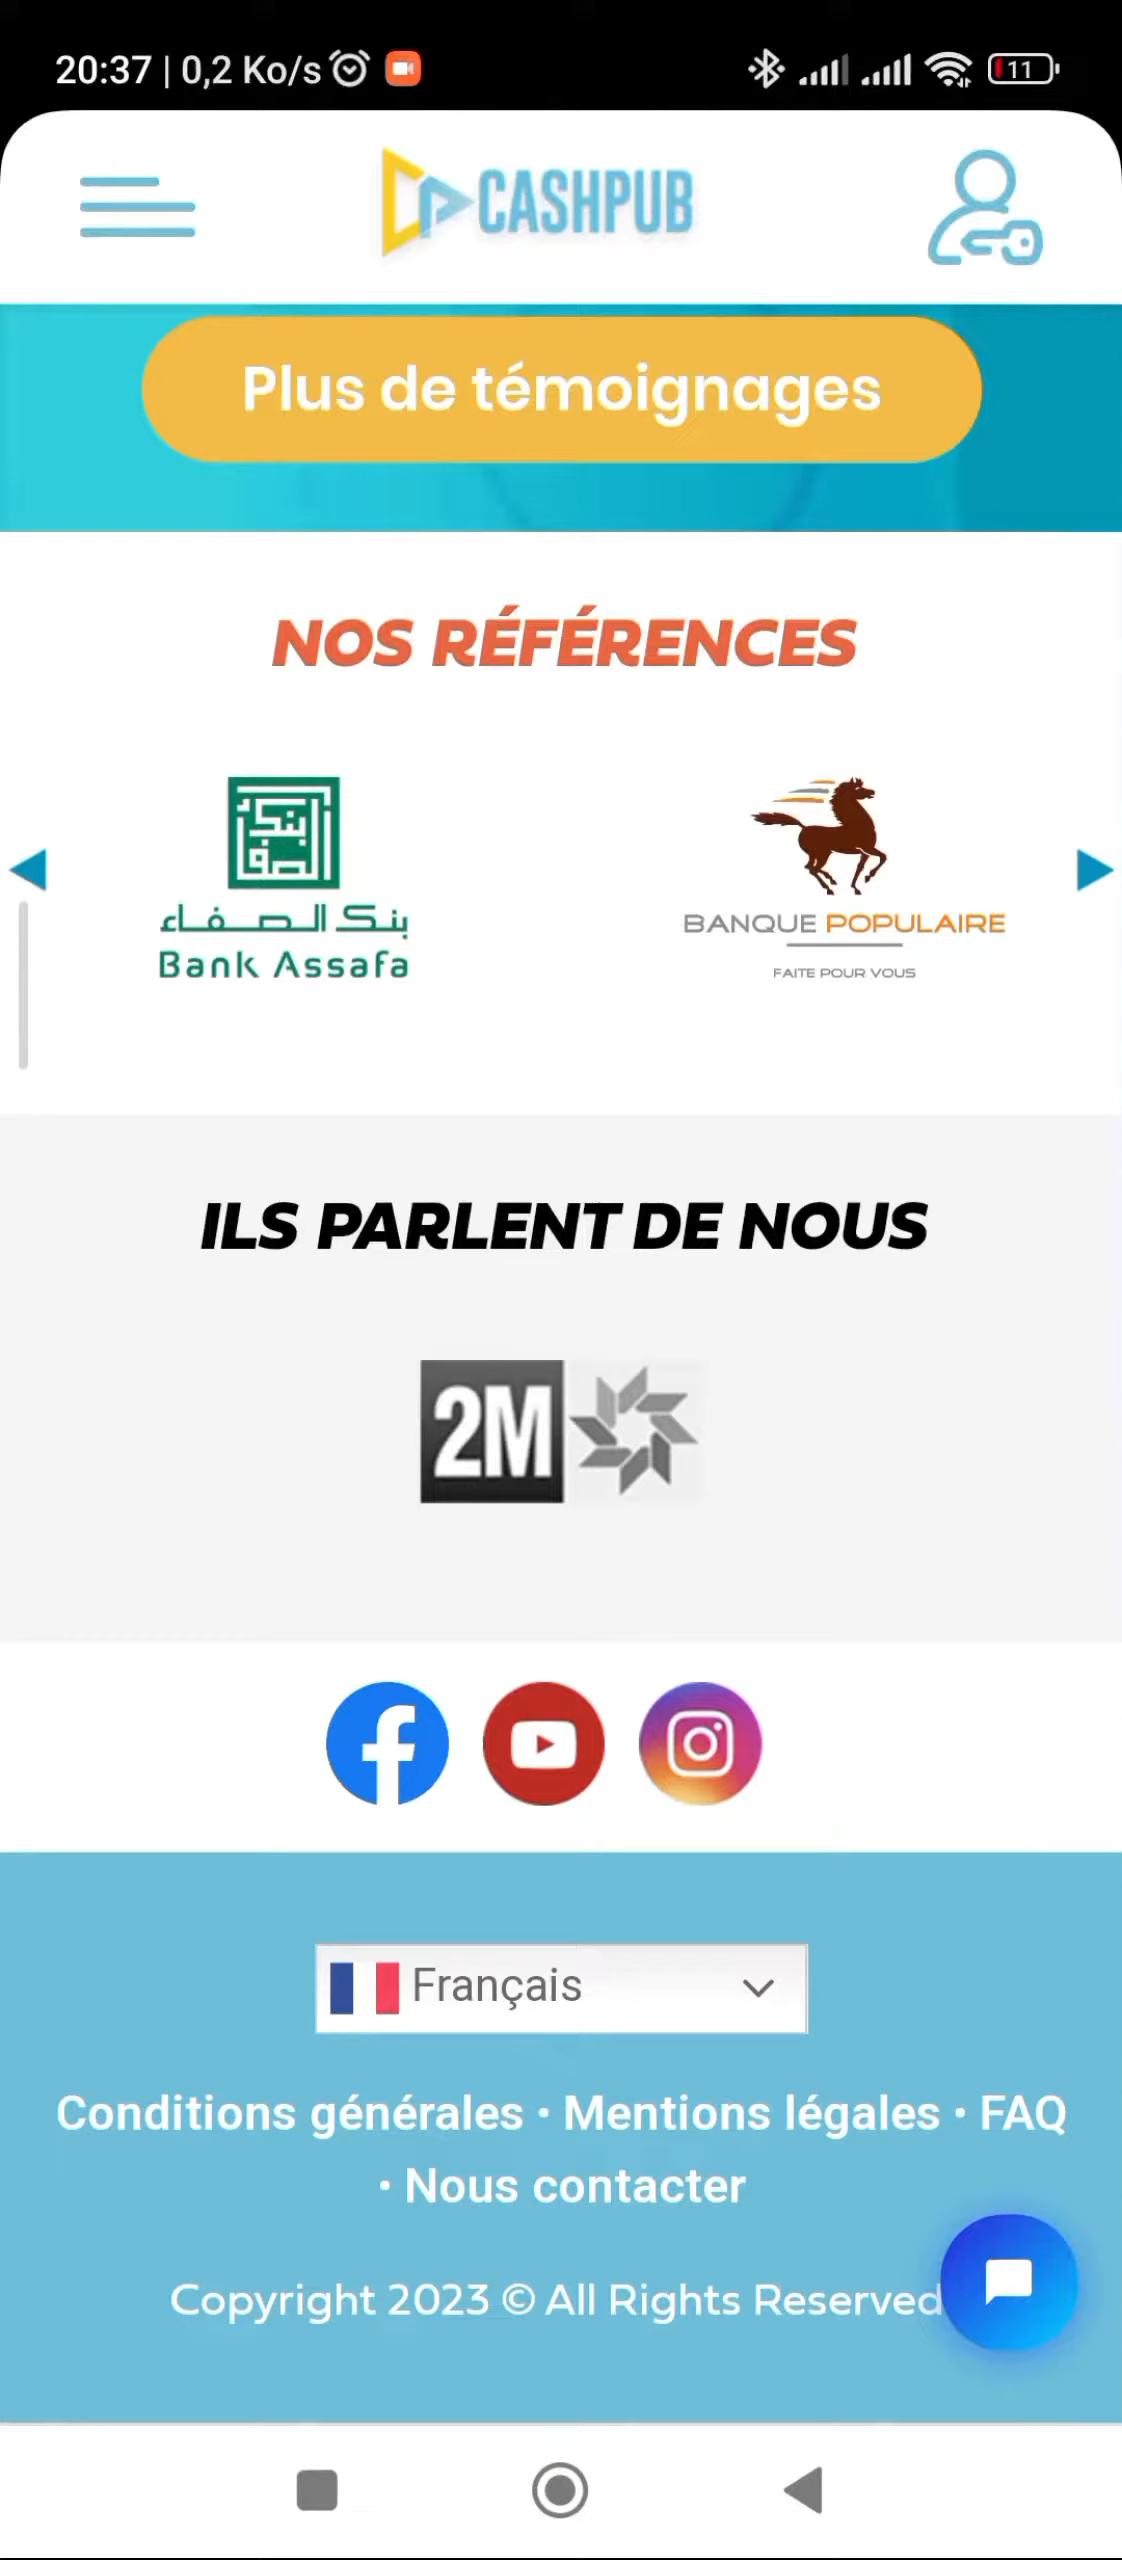 20:37 | 0,2 Ko/s
11
CASHPUB
Plus de témoignages
NOS RÉFÉRENCES
بنك الصفاء
بنك الصفاء
Bank Assafa
BANQUE POPULAIRE
FAITE POUR VOUS
ILS PARLENT DE NOUS
2M
Français
Conditions générales · Mentions légales · FAQ
· Nous contacter
Copyright 2023 © All Rights Reserved